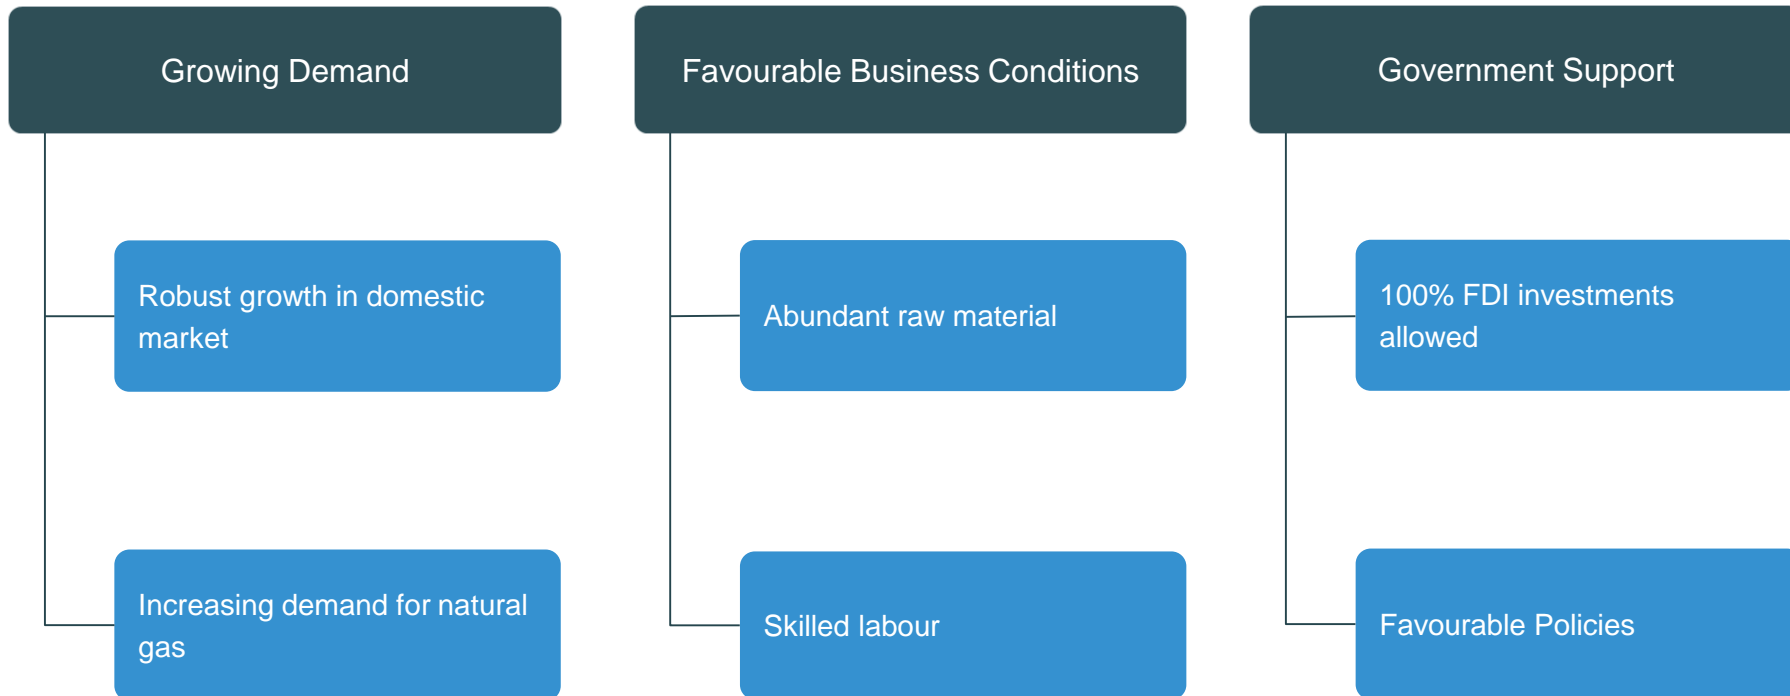 Growing Demand
Robust growth in domestic
market
Increasing demand for natural
gas
Favourable Business Conditions
Abundant raw material
Skilled labour
Government Support
100% FDI investments
allowed
Favourable Policies